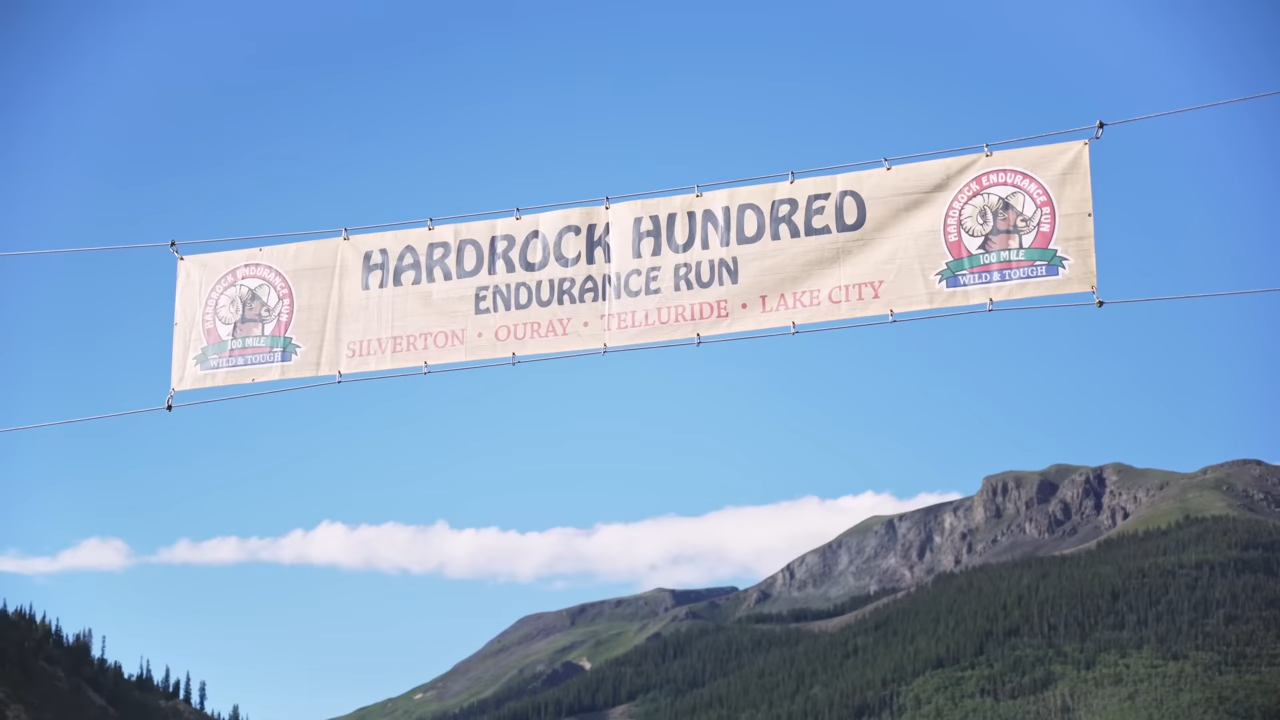 HARDROCK ENDURANCE RUN
100 MILE
WILD & TOUGH
HARDROCK HUNDRED
ENDURANCE RUN
SILVERTON • OURAY • TELLURIDE • LAKE CITY
HARDROCK ENDURANCE RUN
100 MILE
WILD & TOUGH